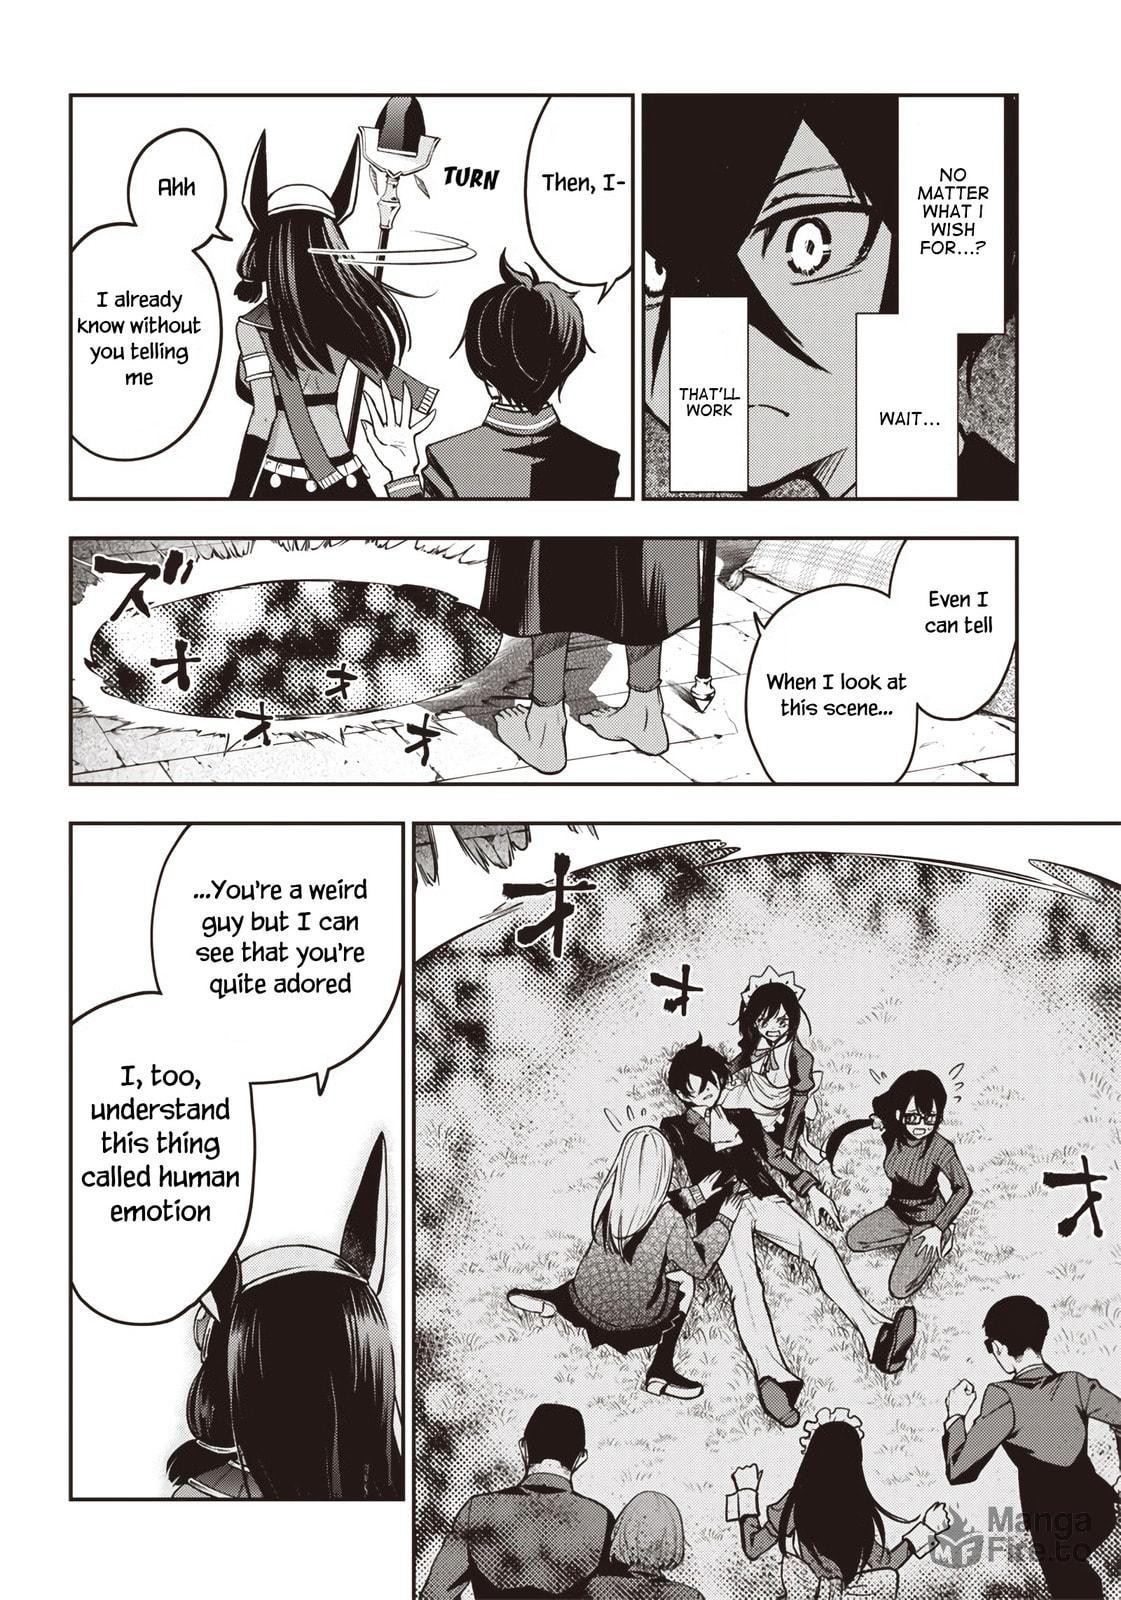 NO
MATTER
WHAT I
WISH
FOR...?
WAIT...
THAT'LL
WORK
Then, I-
TURN
Ahh
I already
know without
you telling
me
Even I
can tell
When I look at
this scene...
ズ
オ
オ
オ
オ
オ
オ
オ
...You're a weird
guy but I can
see that you're
quite adored
I, too,
understand
this thing
called human
emotion
Manga
Fire.to
MF